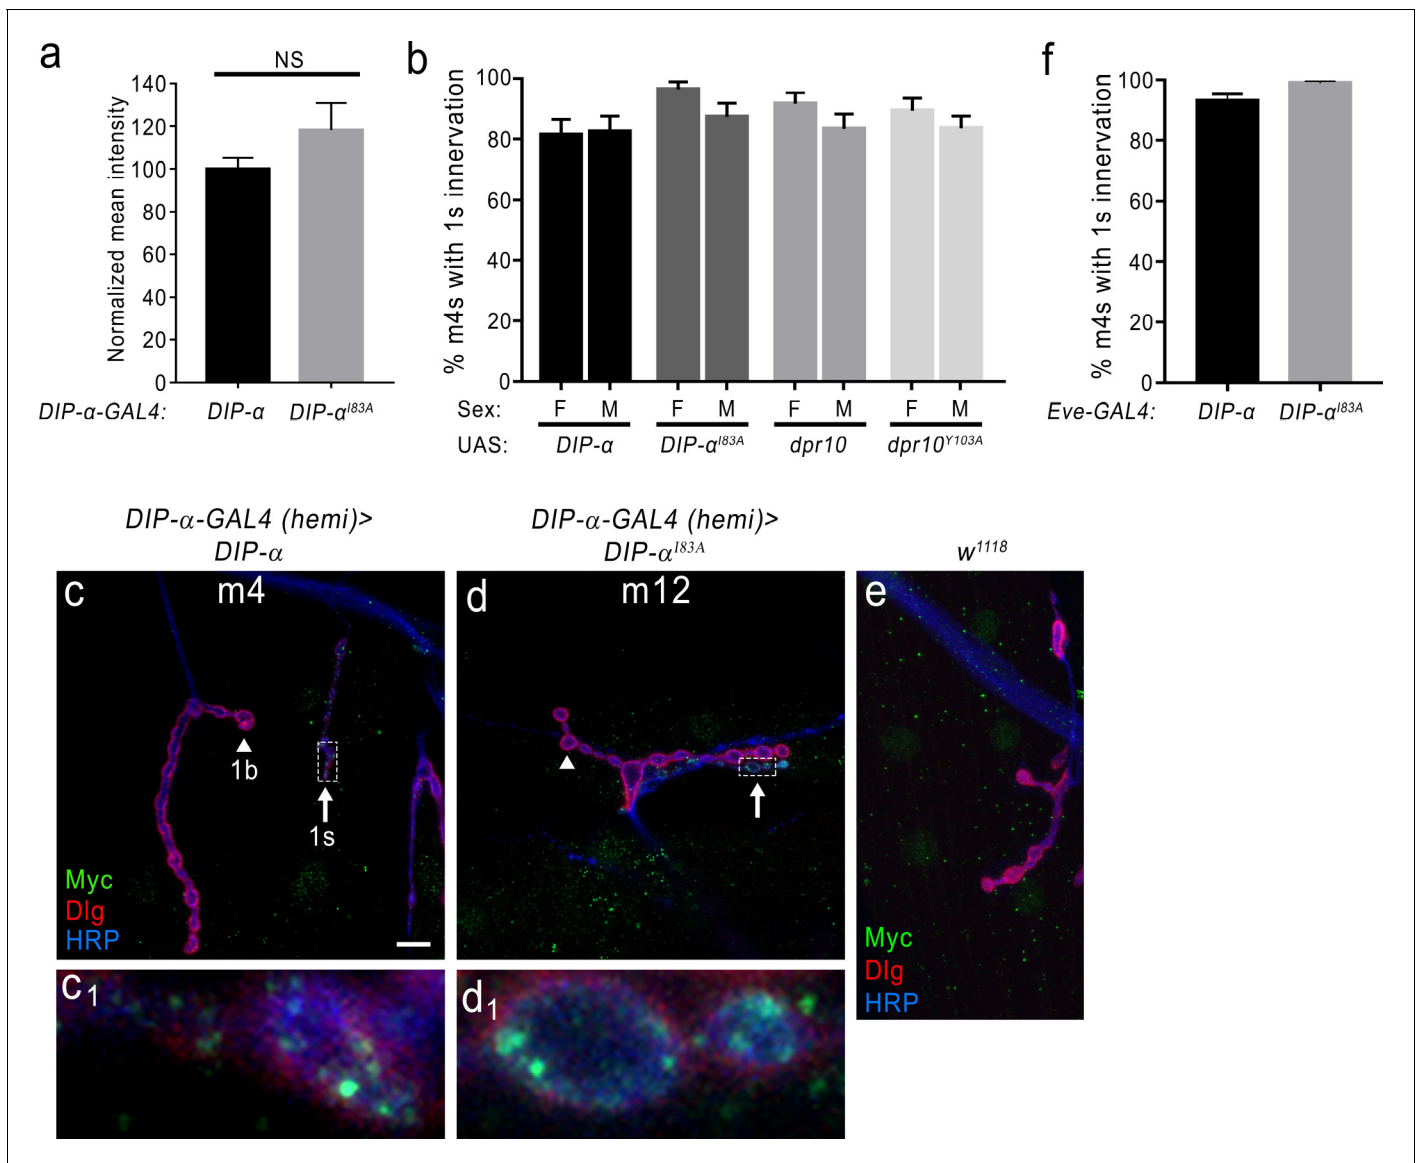 a
NS
Normalized mean intensity
140
120
100
80
60
40
20
0
DIP-α-GAL4: DIP-α DIP-α^I83A
b
% m4s with 1s innervation
100
80
60
40
20
0
Sex: F M F M F M F M
UAS: DIP-α DIP-α^I83A dpr10 dpr10^Y103A
f
% m4s with 1s innervation
100
80
60
40
20
0
Eve-GAL4: DIP-α DIP-α^I83A
DIP-α-GAL4 (hemi)>
DIP-α
c
m4
1b
1s
Myc
Dlg
HRP
c1
DIP-α-GAL4 (hemi)>
DIP-α^I83A
d
m12
d1
w^1118
e
Myc
Dlg
HRP